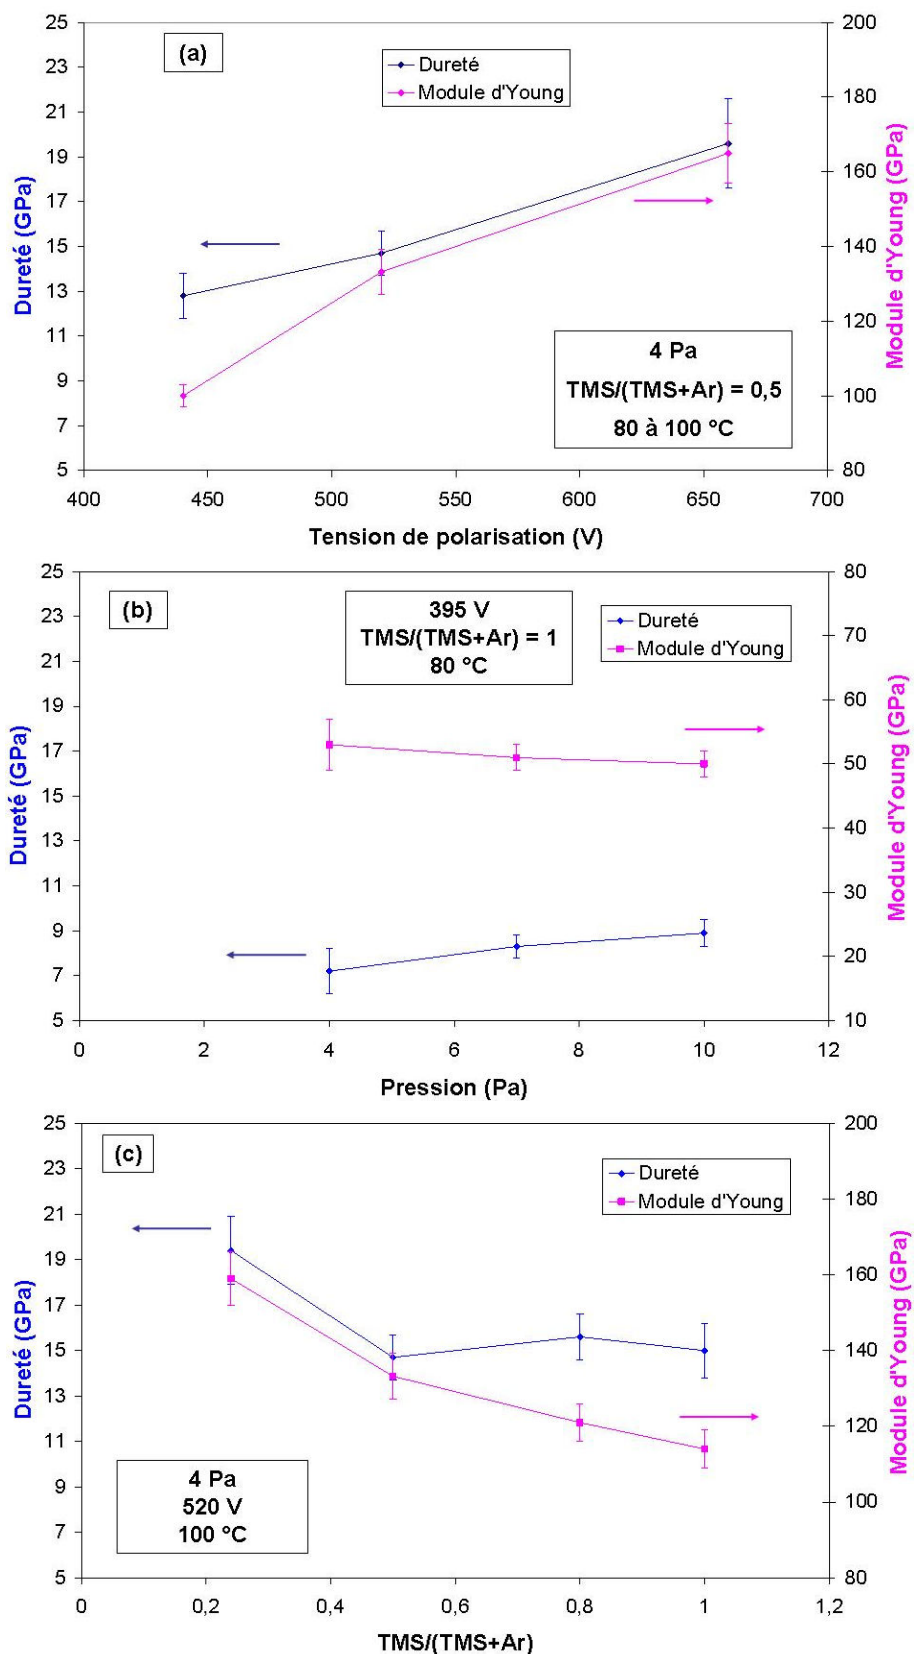 (a)
Dureté
Module d'Young
4 Pa
TMS/(TMS+Ar) = 0,5
80 à 100 °C
25
23
21
19
17
15
13
11
9
7
5
Dureté (GPa)
200
180
160
140
120
100
80
Module d'Young (GPa)
400 450 500 550 600 650 700
Tension de polarisation (V)
(b)
395 V
TMS/(TMS+Ar) = 1
80 °C
Dureté
Module d'Young
25
23
21
19
17
15
13
11
9
7
5
Dureté (GPa)
80
70
60
50
40
30
20
10
Module d'Young (GPa)
0 2 4 6 8 10 12
Pression (Pa)
(c)
Dureté
Module d'Young
4 Pa
520 V
100 °C
25
23
21
19
17
15
13
11
9
7
5
Dureté (GPa)
200
180
160
140
120
100
80
Module d'Young (GPa)
0 0,2 0,4 0,6 0,8 1 1,2
TMS/(TMS+Ar)